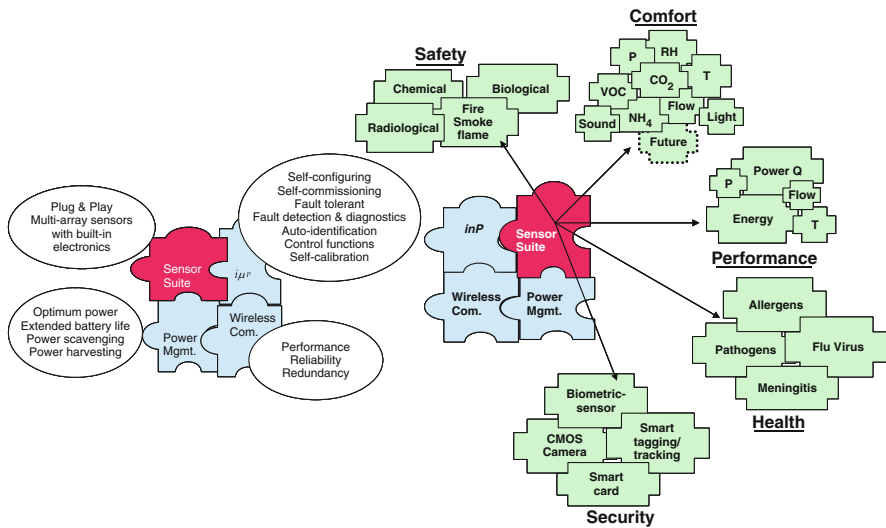 Safety
Chemical
Biological
Radiological
Fire
Smoke
flame
Comfort
P
RH
T
VOC
CO2
Flow
Sound
NH4
Light
Future
Plug & Play
Multi-array sensors
with built-in
electronics
Self-configuring
Self-commissioning
Fault tolerant
Fault detection & diagnostics
Auto-identification
Control functions
Self-calibration
Sensor
Suite
iμP
Power
Mgmt.
Wireless
Com.
Optimum power
Extended battery life
Power scavenging
Power harvesting
Performance
Reliability
Redundancy
inP
Sensor
Suite
Wireless
Com.
Power
Mgmt.
Power Q
P
Flow
Energy
T
Performance
Allergens
Pathogens
Flu Virus
Meningitis
Health
Biometric-
sensor
CMOS
Camera
Smart
tagging/
tracking
Smart
card
Security